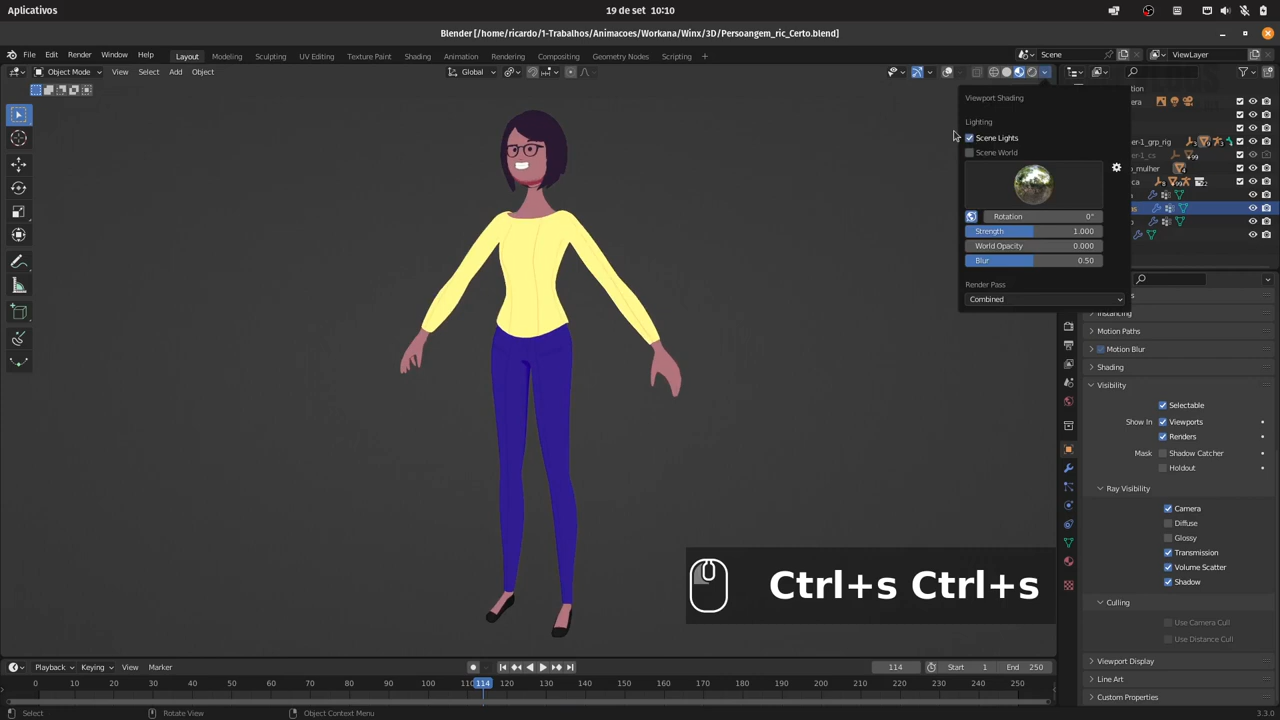 Aplicativos
19 de set 10:10
Blender [/home/ricardo/1-Trabalhos/Animacoes/Workana/Winx/3D/Persoangem_ric_Certo.blend]
File Edit Render Window Help
Layout Modeling Sculpting UV Editing Texture Paint Shading Animation Rendering Compositing Geometry Nodes Scripting
Scene
ViewLayer
Object Mode View Select Add Object
Global
Viewport Shading
Lighting
Scene Lights
Scene World
Rotation 0°
Strength 1.000
World Opacity 0.000
Blur 0.50
Render Pass
Combined
er-1_grp_rig
er-1_cs
_mulher
Instancing
Motion Paths
Motion Blur
Shading
Visibility
Selectable
Show In Viewports
Renders
Mask Shadow Catcher
Holdout
Ray Visibility
Camera
Diffuse
Glossy
Transmission
Volume Scatter
Shadow
Culling
Use Camera Cull
Use Distance Cull
Viewport Display
Line Art
Custom Properties
Ctrl+s Ctrl+s
Playback Keying View Marker
114
Start 1
End 250
0 10 20 30 40 50 60 70 80 90 100 114 120 130 140 150 160 170 180 190 200 210 220 230 240 250
Select
Rotate View
Object Context Menu
3.3.0